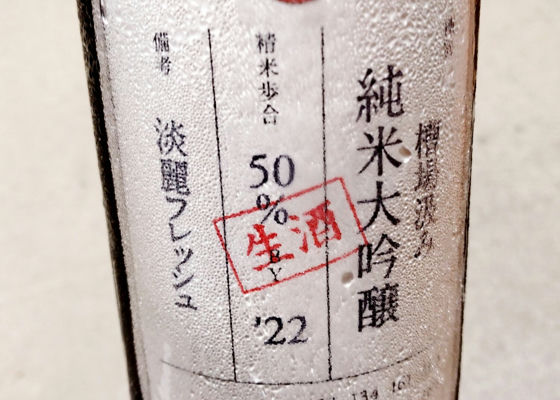 純米大吟醸
槽場汲み
精米歩合
50
%
BY
'22
生酒
備考
淡麗フレッシュ